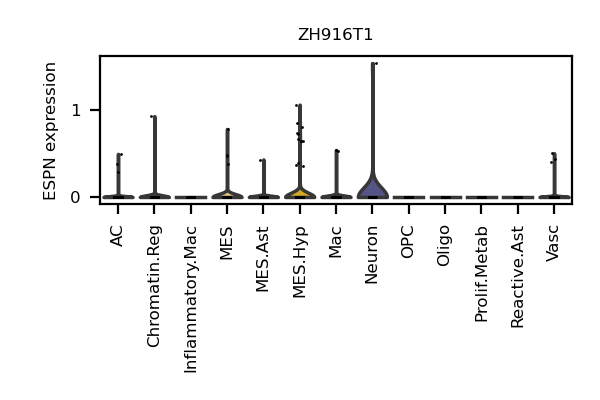 ZH916T1
ESPN expression
1
0
AC
Chromatin.Reg
Inflammatory.Mac
MES
MES.Ast
MES.Hyp
Mac
Neuron
OPC
Oligo
Prolif.Metab
Reactive.Ast
Vasc